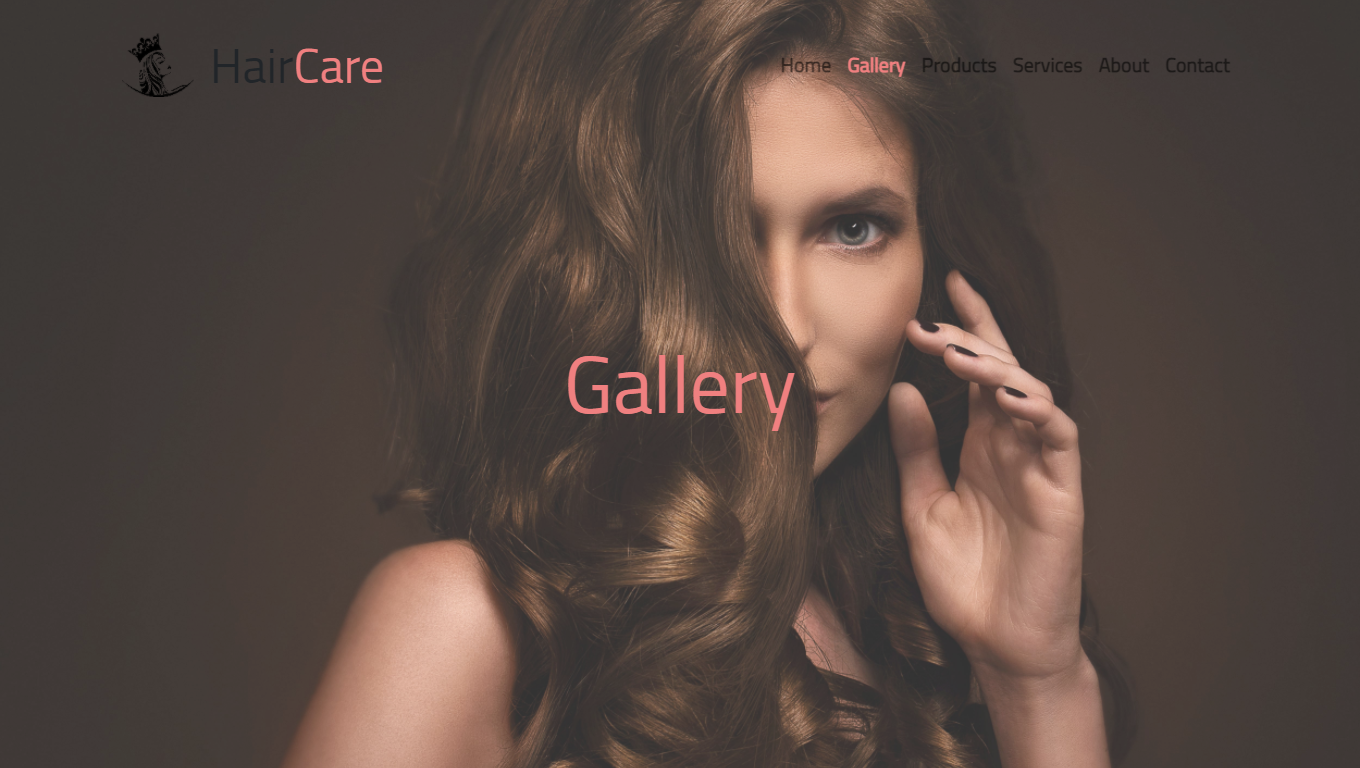 HairCare
Home Gallery Products Services About Contact
Gallery